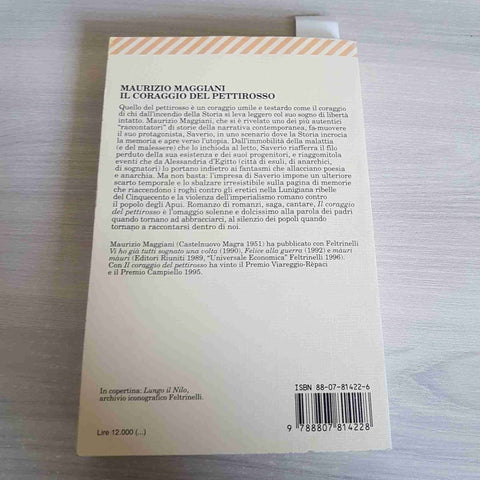 MAURIZIO MAGGIANI
IL CORAGGIO DEL PETTIROSSO
Quello del pettirosso è un coraggio umile e testardo come il coraggio
di chi dall'incendio della Storia si leva leggero col suo sogno di libertà
intatto. Maurizio Maggiani, che si è rivelato uno dei più autentici
"raccontatori" di storie della narrativa contemporanea, fa muovere
il suo protagonista, Saverio, in uno scenario dove la Storia incrocia
la memoria e apre verso l'utopia. Dall'immobilità della malattia
(e del malessere) che lo inchioda al letto, Saverio riafferra il filo
perduto della sua esistenza e dei suoi progenitori, e riaggomitola
eventi che da Alessandria d'Egitto (città di esuli, di anarchici,
di sognatori) lo portano indietro ai fantasmi che allacciano poesia
e anarchia. Ma non basta: l'impresa di Saverio impone un ulteriore
scarto temporale e lo sbalzare irresistibile sulla pagina di memorie
che riaccendono i roghi contro gli eretici nella Lunigiana ribelle
del Cinquecento e la violenza dell'imperialismo romano contro
il popolo degli Apui. Romanzo di romanzi, saga, cantare, Il coraggio
del pettirosso è l'omaggio solenne e dolcissimo alla parola dei padri
quando tornano ad abbracciarci, al silenzio dei popoli quando
tornano a raccontarsi dentro di noi.
Maurizio Maggiani (Castelnuovo Magra 1951) ha pubblicato con Feltrinelli
Vi ho già tutti sognato una volta (1990), Felice alla guerra (1992) e màuri
màuri (Editori Riuniti 1989, "Universale Economica" Feltrinelli 1996).
Con Il coraggio del pettirosso ha vinto il Premio Viareggio-Rèpaci
e il Premio Campiello 1995.
In copertina: Lungo il Nilo,
archivio iconografico Feltrinelli.
Lire 12.000 (...)
ISBN 88-07-81422-6
9 788807 814228